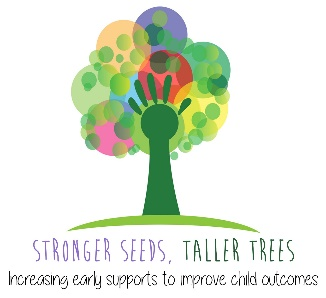 STRONGER SEEDS, TALLER TREES
Increasing early supports to improve child outcomes